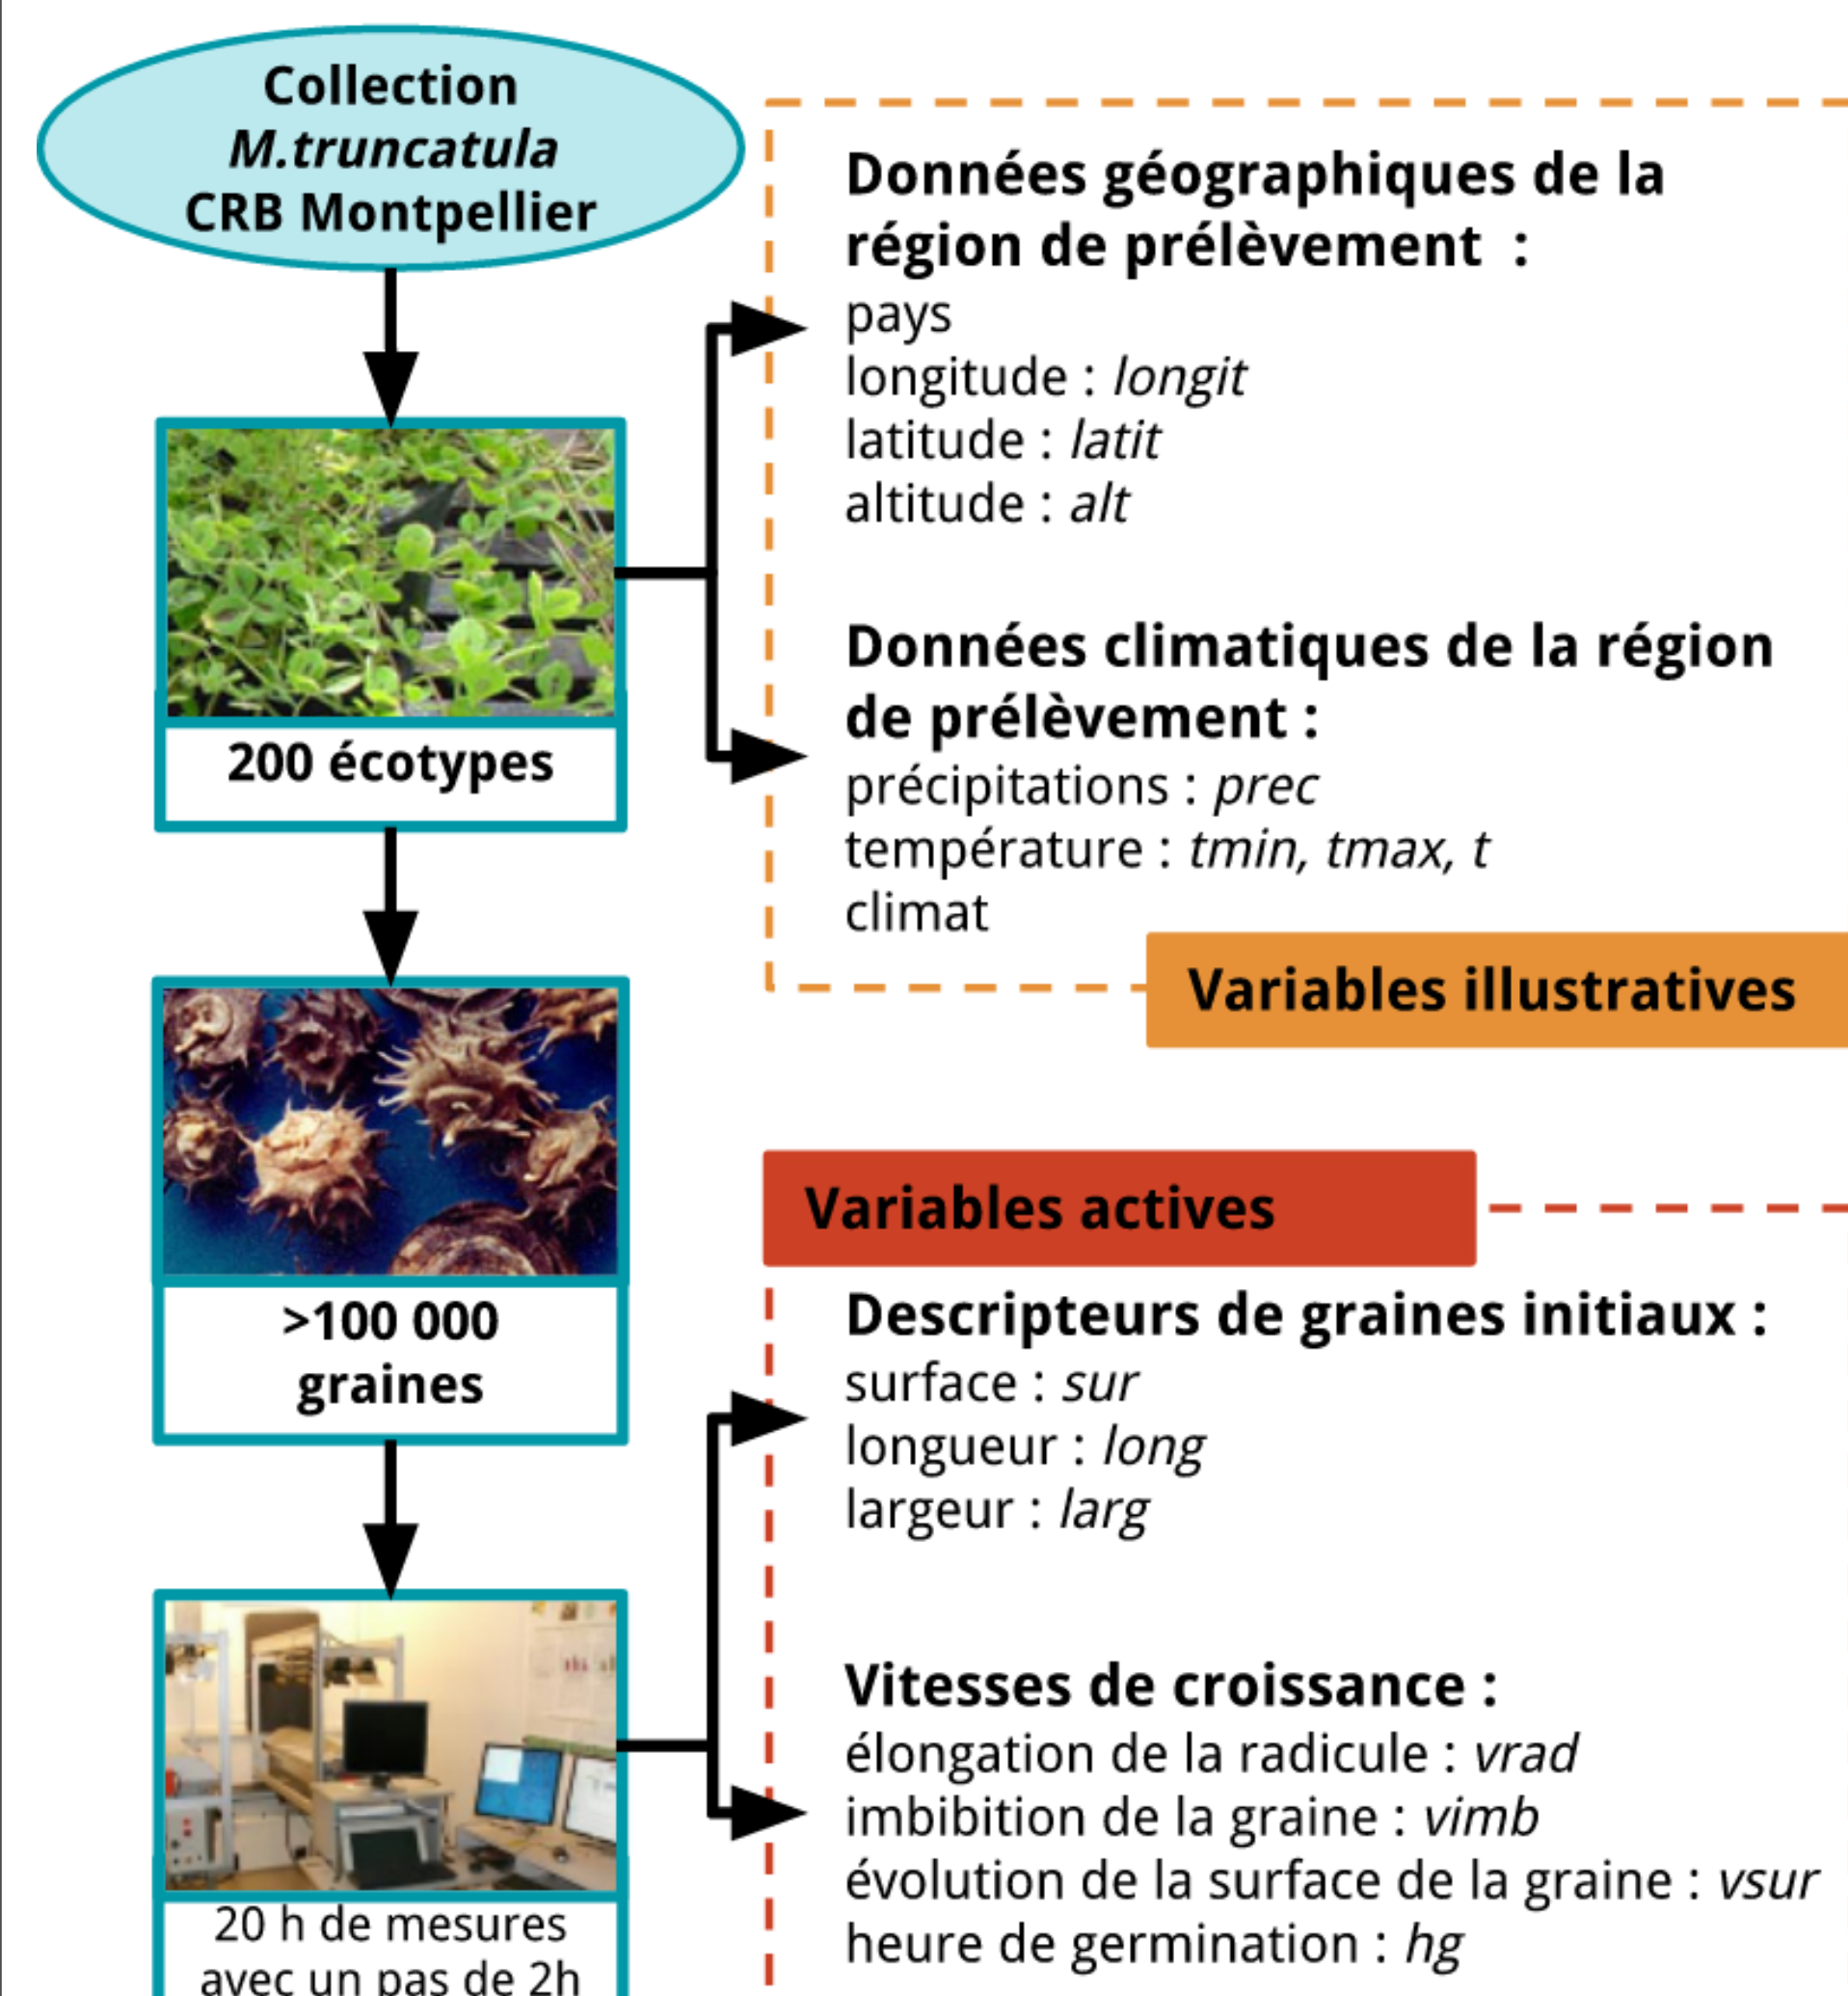 Collection
M.truncatula
CRB Montpellier
Données géographiques de la
région de prélèvement :
pays
longitude : longit
latitude : latit
altitude : alt
200 écotypes
Données climatiques de la région
de prélèvement :
précipitations : prec
température : tmin, tmax, t
climat
Variables illustratives
>100 000
graines
Variables actives
Descripteurs de graines initiaux :
surface : sur
longueur : long
largeur : larg
20 h de mesures
avec un pas de 2h
Vitesses de croissance :
élongation de la radicule : vrad
imbibition de la graine : vimb
évolution de la surface de la graine : vsur
heure de germination : hg